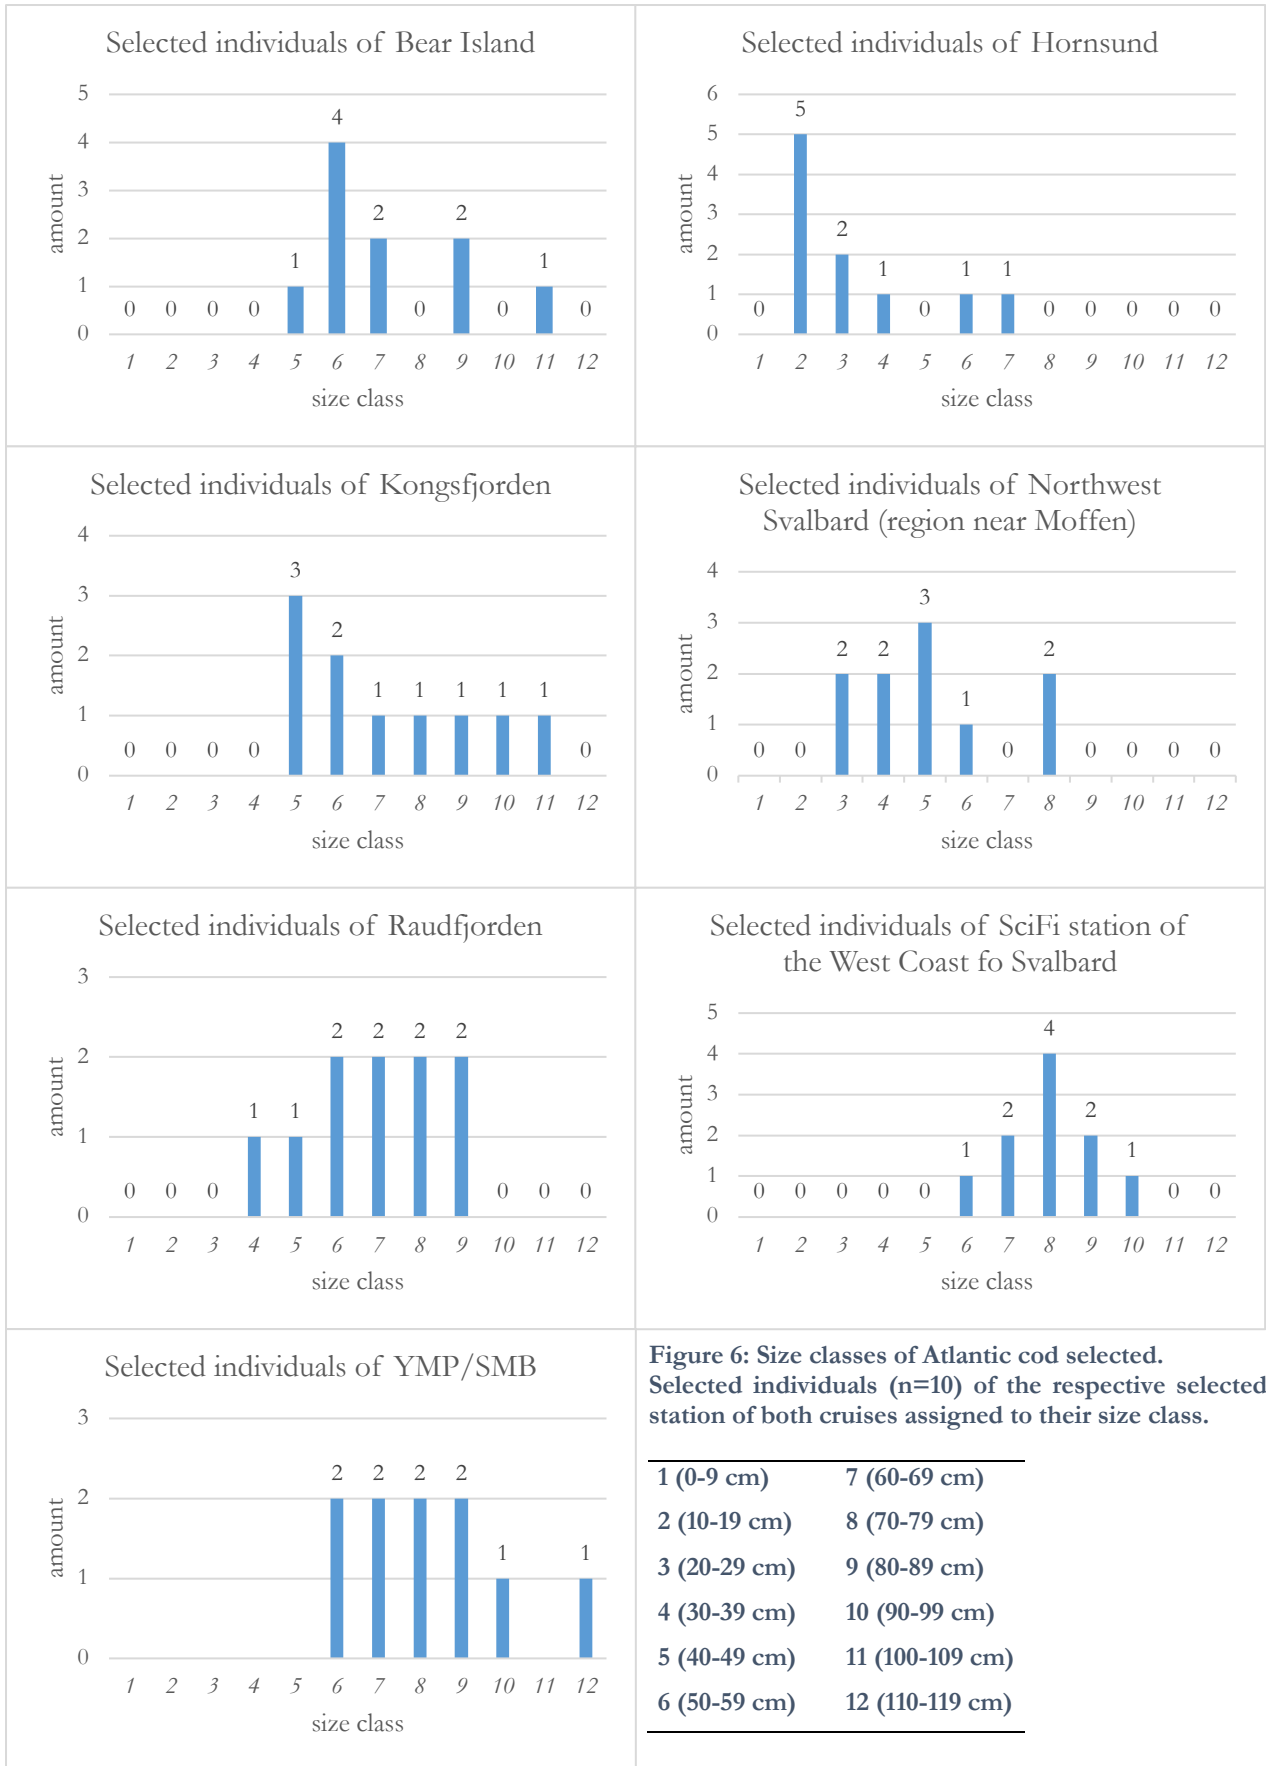 Selected individuals of Bear Island
5
4
3
2
1
0
amount
0 0 0 0 1 4 2 0 2 0 1 0
1 2 3 4 5 6 7 8 9 10 11 12
size class
Selected individuals of Hornsund
6
5
4
3
2
1
0
amount
0 5 2 1 0 1 1 0 0 0 0 0
1 2 3 4 5 6 7 8 9 10 11 12
size class
Selected individuals of Kongsfjorden
4
3
2
1
0
amount
0 0 0 0 3 2 1 1 1 1 1 0
1 2 3 4 5 6 7 8 9 10 11 12
size class
Selected individuals of Northwest
Svalbard (region near Moffen)
4
3
2
1
0
amount
0 0 2 2 3 1 0 2 0 0 0 0
1 2 3 4 5 6 7 8 9 10 11 12
size class
Selected individuals of Raudfjorden
3
2
1
0
amount
0 0 0 1 1 2 2 2 2 0 0 0
1 2 3 4 5 6 7 8 9 10 11 12
size class
Selected individuals of SciFi station of
the West Coast fo Svalbard
5
4
3
2
1
0
amount
0 0 0 0 0 1 2 4 2 1 0 0
1 2 3 4 5 6 7 8 9 10 11 12
size class
Selected individuals of YMP/SMB
3
2
1
0
amount
2 2 2 2 1 1
1 2 3 4 5 6 7 8 9 10 11 12
size class
Figure 6: Size classes of Atlantic cod selected.
Selected individuals (n=10) of the respective selected
station of both cruises assigned to their size class.
1 (0-9 cm) 7 (60-69 cm)
2 (10-19 cm) 8 (70-79 cm)
3 (20-29 cm) 9 (80-89 cm)
4 (30-39 cm) 10 (90-99 cm)
5 (40-49 cm) 11 (100-109 cm)
6 (50-59 cm) 12 (110-119 cm)